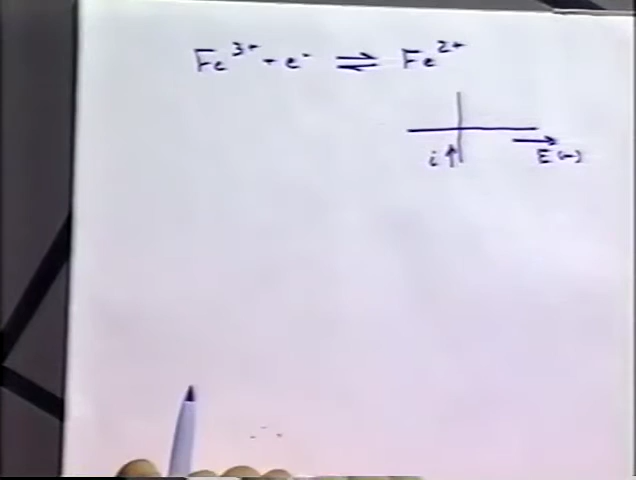 Fe³⁺ + e⁻ ⇌ Fe²⁺
i ↑
→ E (-)